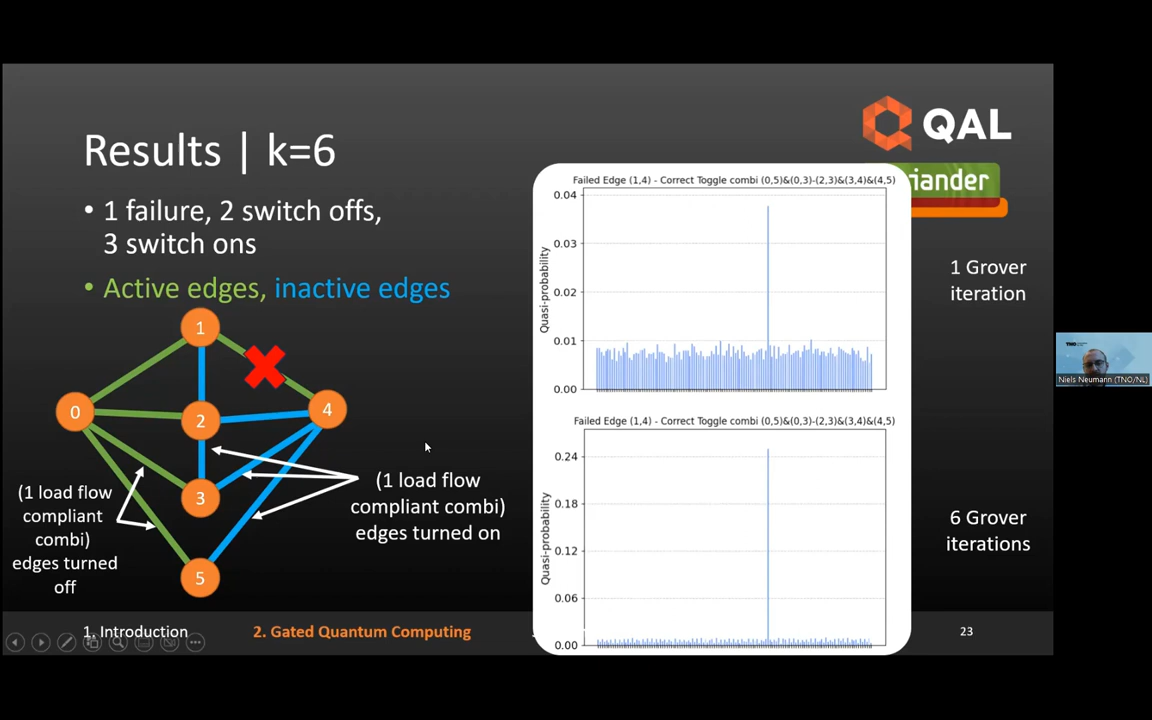 Results | k=6
QAL
iander
• 1 failure, 2 switch offs,
3 switch ons
• Active edges, inactive edges
1
0
2
4
3
5
(1 load flow
compliant
combi)
edges turned
off
(1 load flow
compliant combi)
edges turned on
Failed Edge (1,4) - Correct Toggle combi (0,5)&(0,3)-(2,3)&(3,4)&(4,5)
Quasi-probability
0.04
0.03
0.02
0.01
0.00
1 Grover
iteration
Failed Edge (1,4) - Correct Toggle combi (0,5)&(0,3)-(2,3)&(3,4)&(4,5)
Quasi-probability
0.24
0.18
0.12
0.06
0.00
6 Grover
iterations
1. Introduction
2. Gated Quantum Computing
23
TNO
Niels Neumann (TNO/NL)